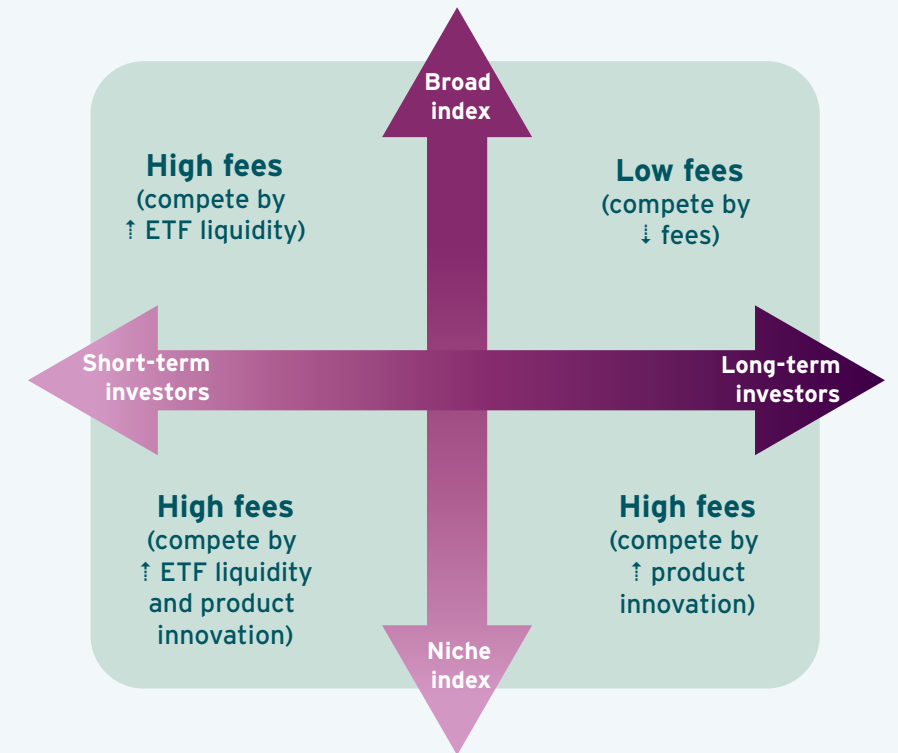 Broad
index
High fees
(compete by
⇡ ETF liquidity)
Low fees
(compete by
⇣ fees)
Short-term
investors
Long-term
investors
High fees
(compete by
⇡ ETF liquidity
and product
innovation)
High fees
(compete by
⇡ product
innovation)
Niche
index